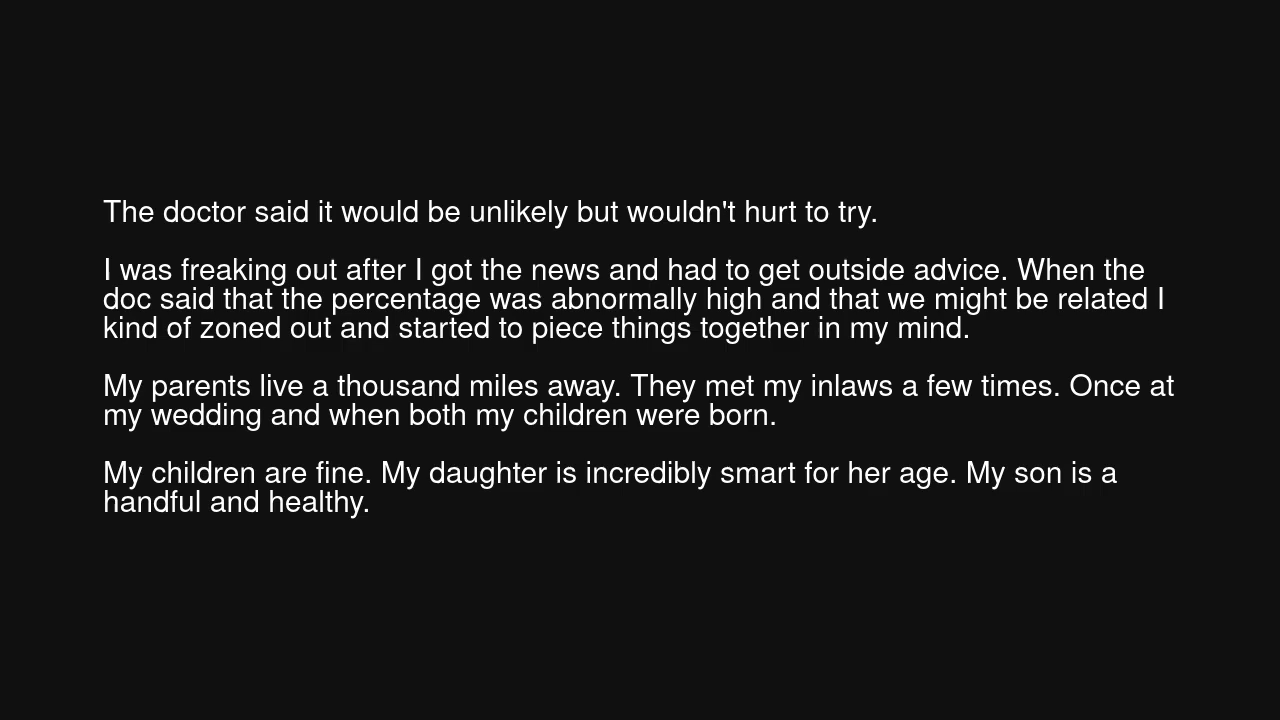 The doctor said it would be unlikely but wouldn't hurt to try.
I was freaking out after I got the news and had to get outside advice. When the
doc said that the percentage was abnormally high and that we might be related I
kind of zoned out and started to piece things together in my mind.
My parents live a thousand miles away. They met my inlaws a few times. Once at
my wedding and when both my children were born.
My children are fine. My daughter is incredibly smart for her age. My son is a
handful and healthy.